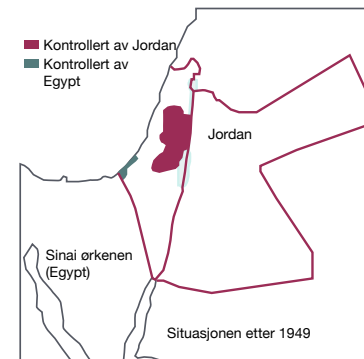 Kontrollert av Jordan
Kontrollert av
Egypt
Jordan
Sinai ørkenen
(Egypt)
Situasjonen etter 1949